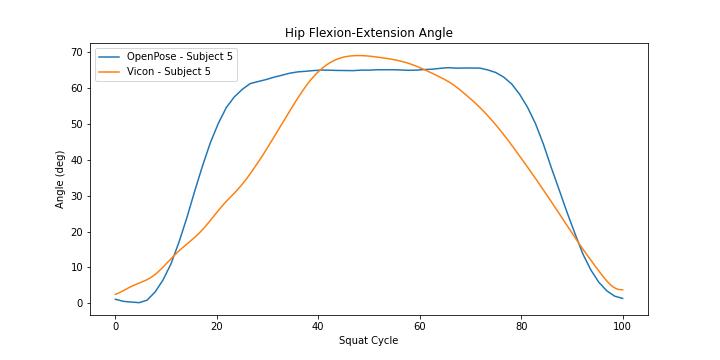 Hip Flexion-Extension Angle
OpenPose - Subject 5
Vicon - Subject 5
Angle (deg)
70
60
50
40
30
20
10
0
0 20 40 60 80 100
Squat Cycle